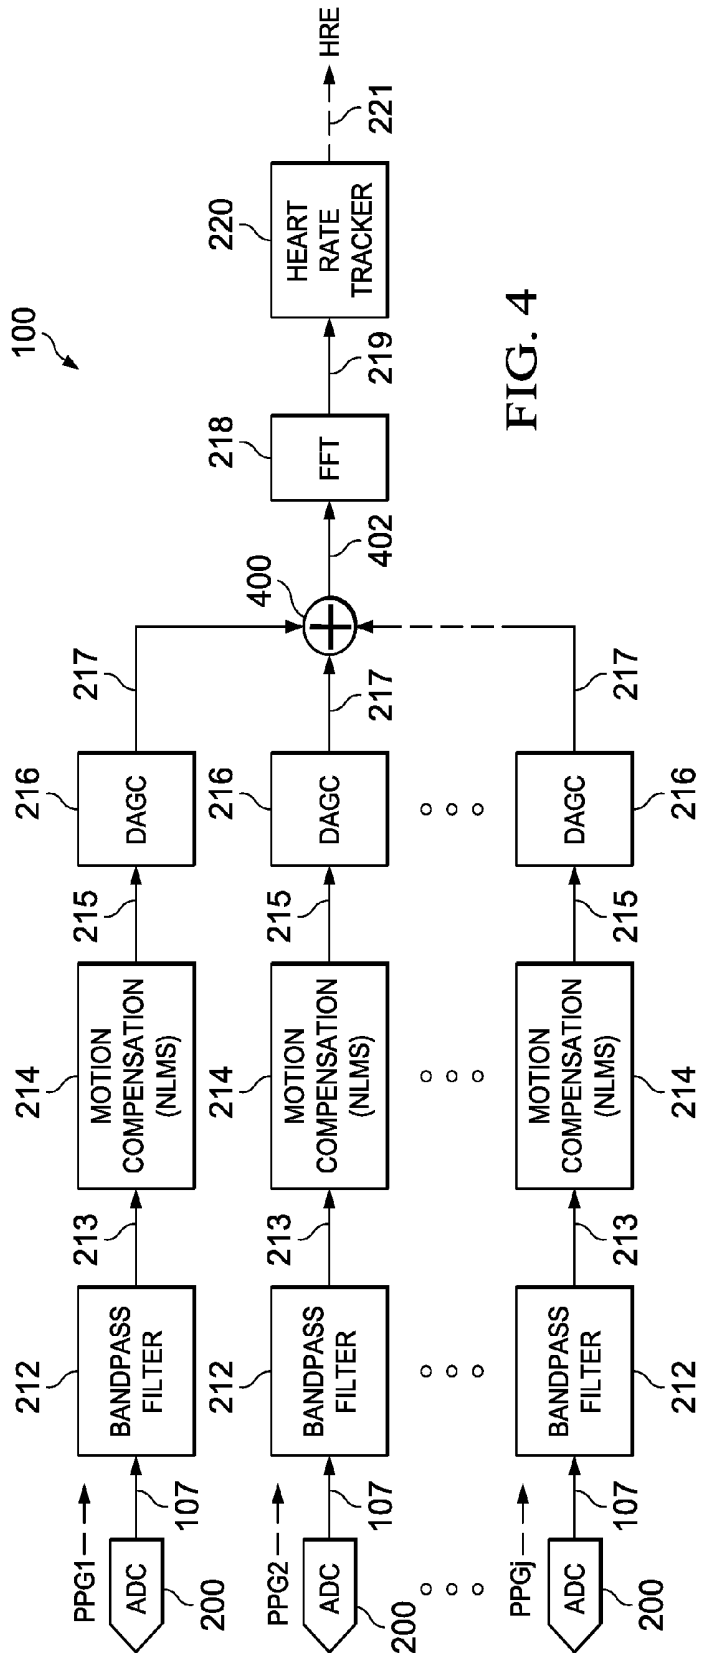 100
PPG1
ADC
200
107
212
BANDPASS
FILTER
213
214
MOTION
COMPENSATION
(NLMS)
215
216
DAGC
217
PPG2
ADC
200
107
212
BANDPASS
FILTER
213
214
MOTION
COMPENSATION
(NLMS)
215
216
DAGC
217
400
402
218
FFT
219
220
HEART
RATE
TRACKER
221
HRE
PPGj
ADC
200
107
BANDPASS
FILTER
212
213
MOTION
COMPENSATION
(NLMS)
214
215
DAGC
216
217
FIG. 4